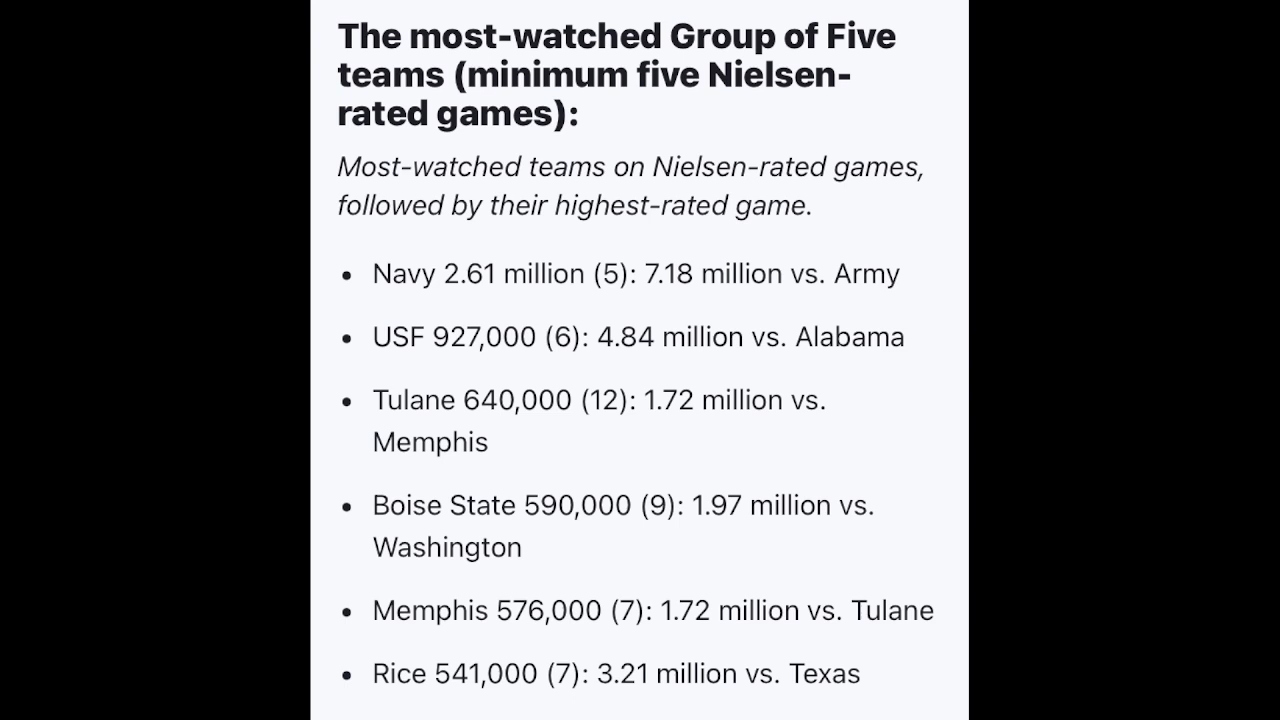 The most-watched Group of Five
teams (minimum five Nielsen-
rated games):
Most-watched teams on Nielsen-rated games,
followed by their highest-rated game.
• Navy 2.61 million (5): 7.18 million vs. Army
• USF 927,000 (6): 4.84 million vs. Alabama
• Tulane 640,000 (12): 1.72 million vs.
Memphis
• Boise State 590,000 (9): 1.97 million vs.
Washington
• Memphis 576,000 (7): 1.72 million vs. Tulane
• Rice 541,000 (7): 3.21 million vs. Texas